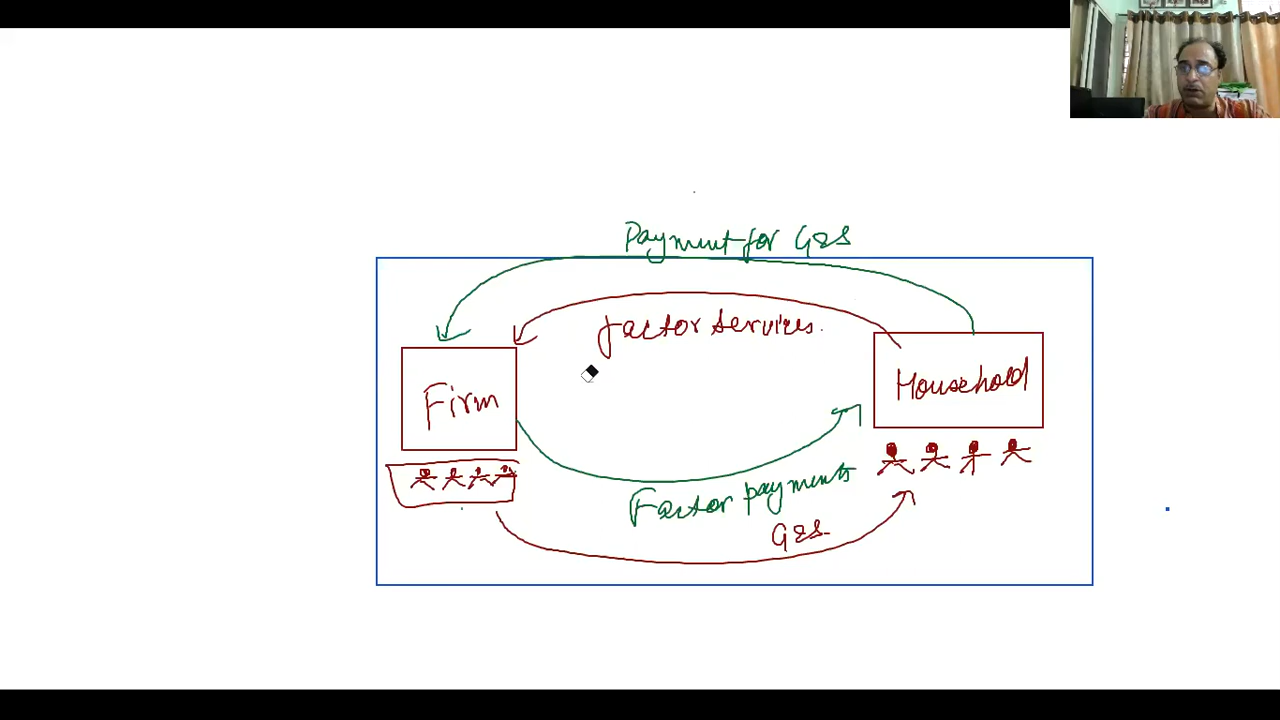 Payment for G&S
factor services.
Firm
Household
Factor payments
G&S.